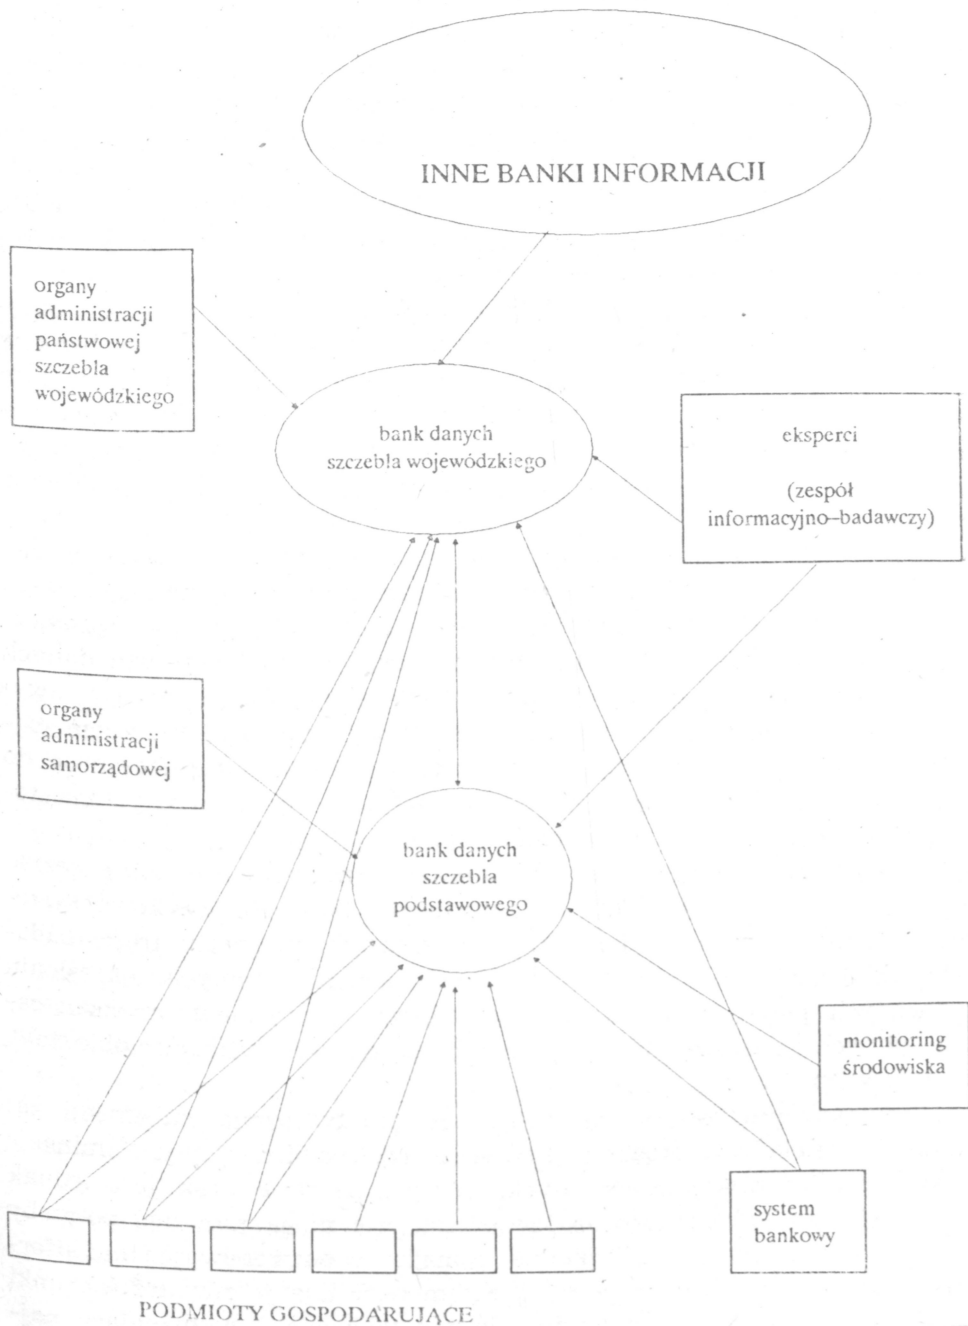 INNE BANKI INFORMACJI
organy
administracji
państwowej
szczebla
wojewódzkiego
bank danych
szczebla wojewódzkiego
eksperci
(zespół
informacyjno–badawczy)
organy
administracji
samorządowej
bank danych
szczebla
podstawowego
monitoring
środowiska
system
bankowy
PODMIOTY GOSPODARUJĄCE